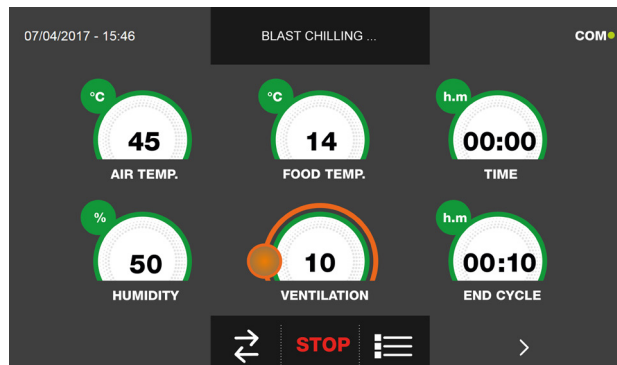 07/04/2017 - 15:46 BLAST CHILLING ... COM
°C °C h.m
45 14 00:00
AIR TEMP. FOOD TEMP. TIME
% h.m
50 10 00:10
HUMIDITY VENTILATION END CYCLE
STOP